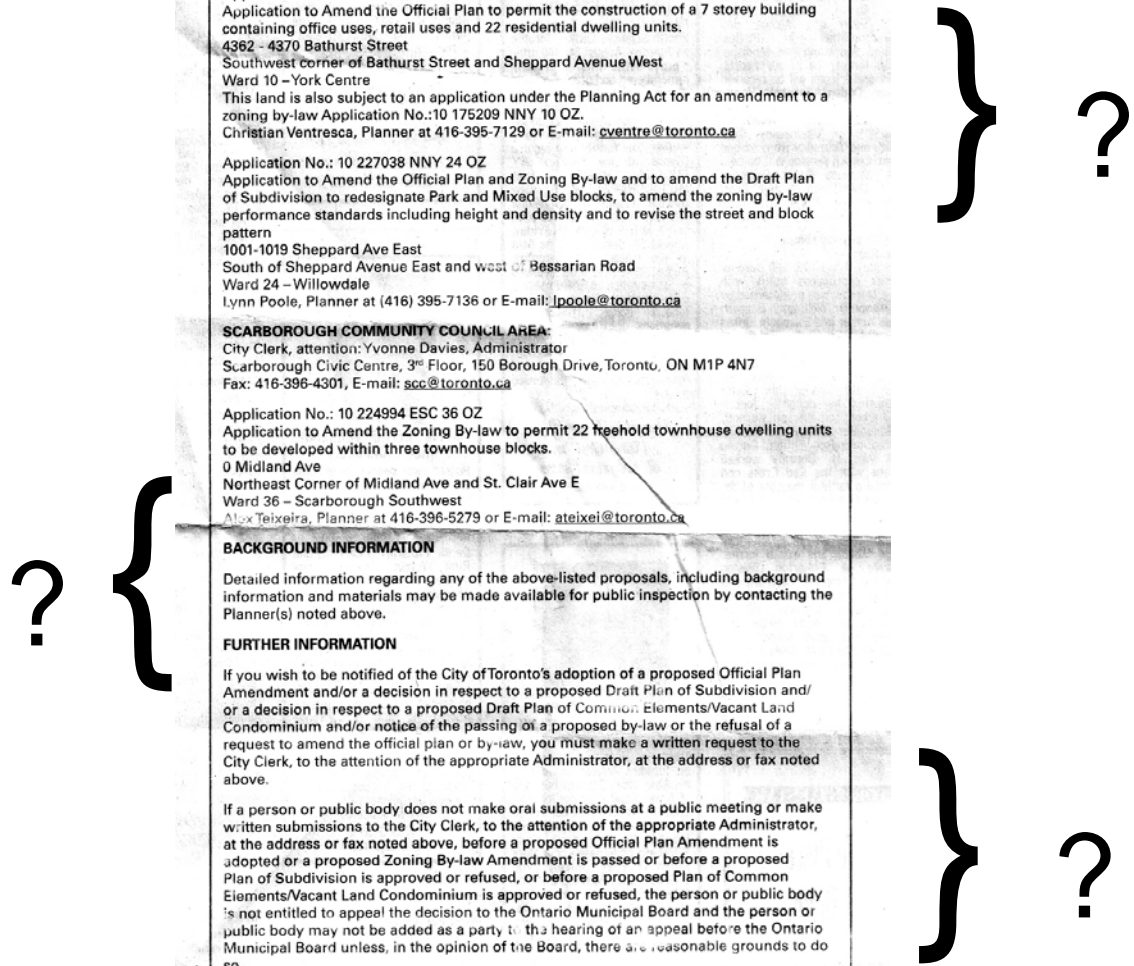 Application to Amend the Official Plan to permit the construction of a 7 storey building
containing office uses, retail uses and 22 residential dwelling units.
4362 - 4370 Bathurst Street
Southwest corner of Bathurst Street and Sheppard Avenue West
Ward 10 – York Centre
This land is also subject to an application under the Planning Act for an amendment to a
zoning by-law Application No.:10 175209 NNY 10 OZ.
Christian Ventresca, Planner at 416-395-7129 or E-mail: cventre@toronto.ca
Application No.: 10 227038 NNY 24 OZ
Application to Amend the Official Plan and Zoning By-law and to amend the Draft Plan
of Subdivision to redesignate Park and Mixed Use blocks, to amend the zoning by-law
performance standards including height and density and to revise the street and block
pattern
1001-1019 Sheppard Ave East
South of Sheppard Avenue East and west of Bessarian Road
Ward 24 – Willowdale
Lynn Poole, Planner at (416) 395-7136 or E-mail: lpoole@toronto.ca
SCARBOROUGH COMMUNITY COUNCIL AREA:
City Clerk, attention: Yvonne Davies, Administrator
Scarborough Civic Centre, 3rd Floor, 150 Borough Drive, Toronto, ON M1P 4N7
Fax: 416-396-4301, E-mail: scc@toronto.ca
Application No.: 10 224994 ESC 36 OZ
Application to Amend the Zoning By-law to permit 22 freehold townhouse dwelling units
to be developed within three townhouse blocks.
0 Midland Ave
Northeast Corner of Midland Ave and St. Clair Ave E
Ward 36 – Scarborough Southwest
Alex Teixeira, Planner at 416-396-5279 or E-mail: ateixei@toronto.ca
BACKGROUND INFORMATION
Detailed information regarding any of the above-listed proposals, including background
information and materials may be made available for public inspection by contacting the
Planner(s) noted above.
FURTHER INFORMATION
If you wish to be notified of the City of Toronto's adoption of a proposed Official Plan
Amendment and/or a decision in respect to a proposed Draft Plan of Subdivision and/
or a decision in respect to a proposed Draft Plan of Common Elements/Vacant Land
Condominium and/or notice of the passing of a proposed by-law or the refusal of a
request to amend the official plan or by-law, you must make a written request to the
City Clerk, to the attention of the appropriate Administrator, at the address or fax noted
above.
If a person or public body does not make oral submissions at a public meeting or make
written submissions to the City Clerk, to the attention of the appropriate Administrator,
at the address or fax noted above, before a proposed Official Plan Amendment is
adopted or a proposed Zoning By-law Amendment is passed or before a proposed
Plan of Subdivision is approved or refused, or before a proposed Plan of Common
Elements/Vacant Land Condominium is approved or refused, the person or public body
is not entitled to appeal the decision to the Ontario Municipal Board and the person or
public body may not be added as a party to the hearing of an appeal before the Ontario
Municipal Board unless, in the opinion of the Board, there are reasonable grounds to do
so
} ?
? {
} ?